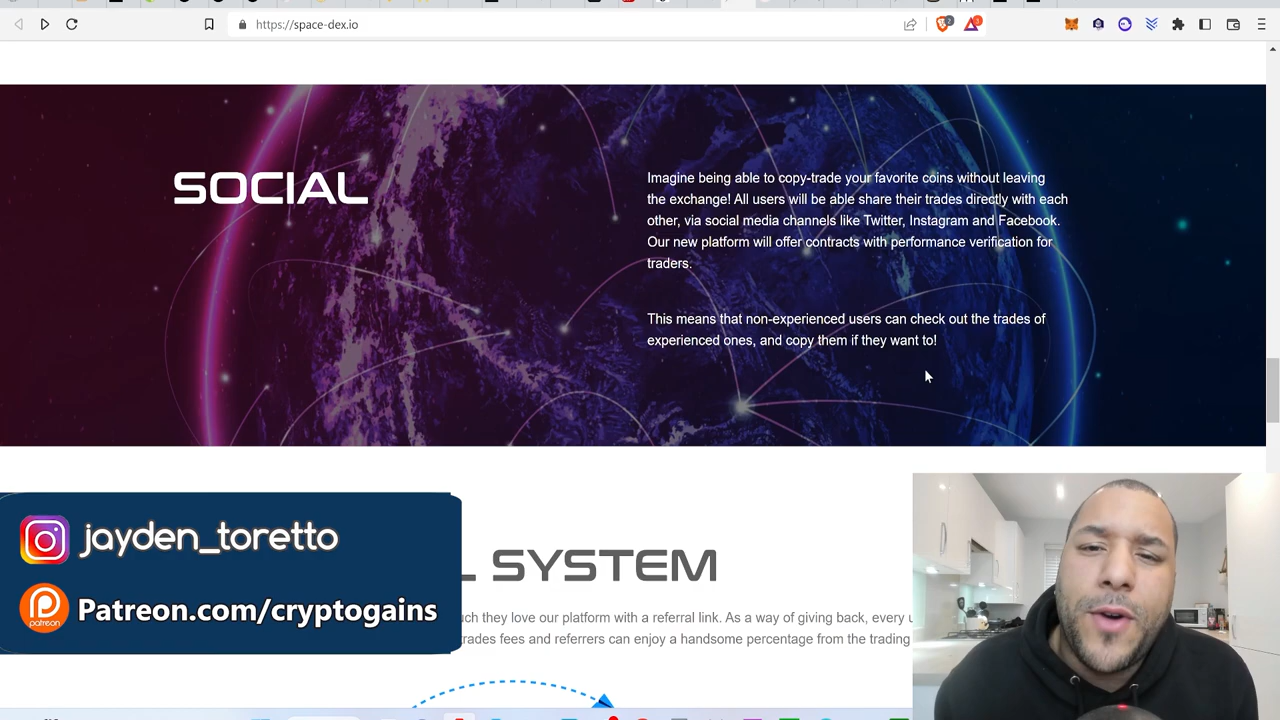 https://space-dex.io
SOCIAL
Imagine being able to copy-trade your favorite coins without leaving
the exchange! All users will be able share their trades directly with each
other, via social media channels like Twitter, Instagram and Facebook.
Our new platform will offer contracts with performance verification for
traders.
This means that non-experienced users can check out the trades of
experienced ones, and copy them if they want to!
jayden_toretto
Patreon.com/cryptogains
SYSTEM
they love our platform with a referral link. As a way of giving back, every
fees and referrers can enjoy a handsome percentage from the trading